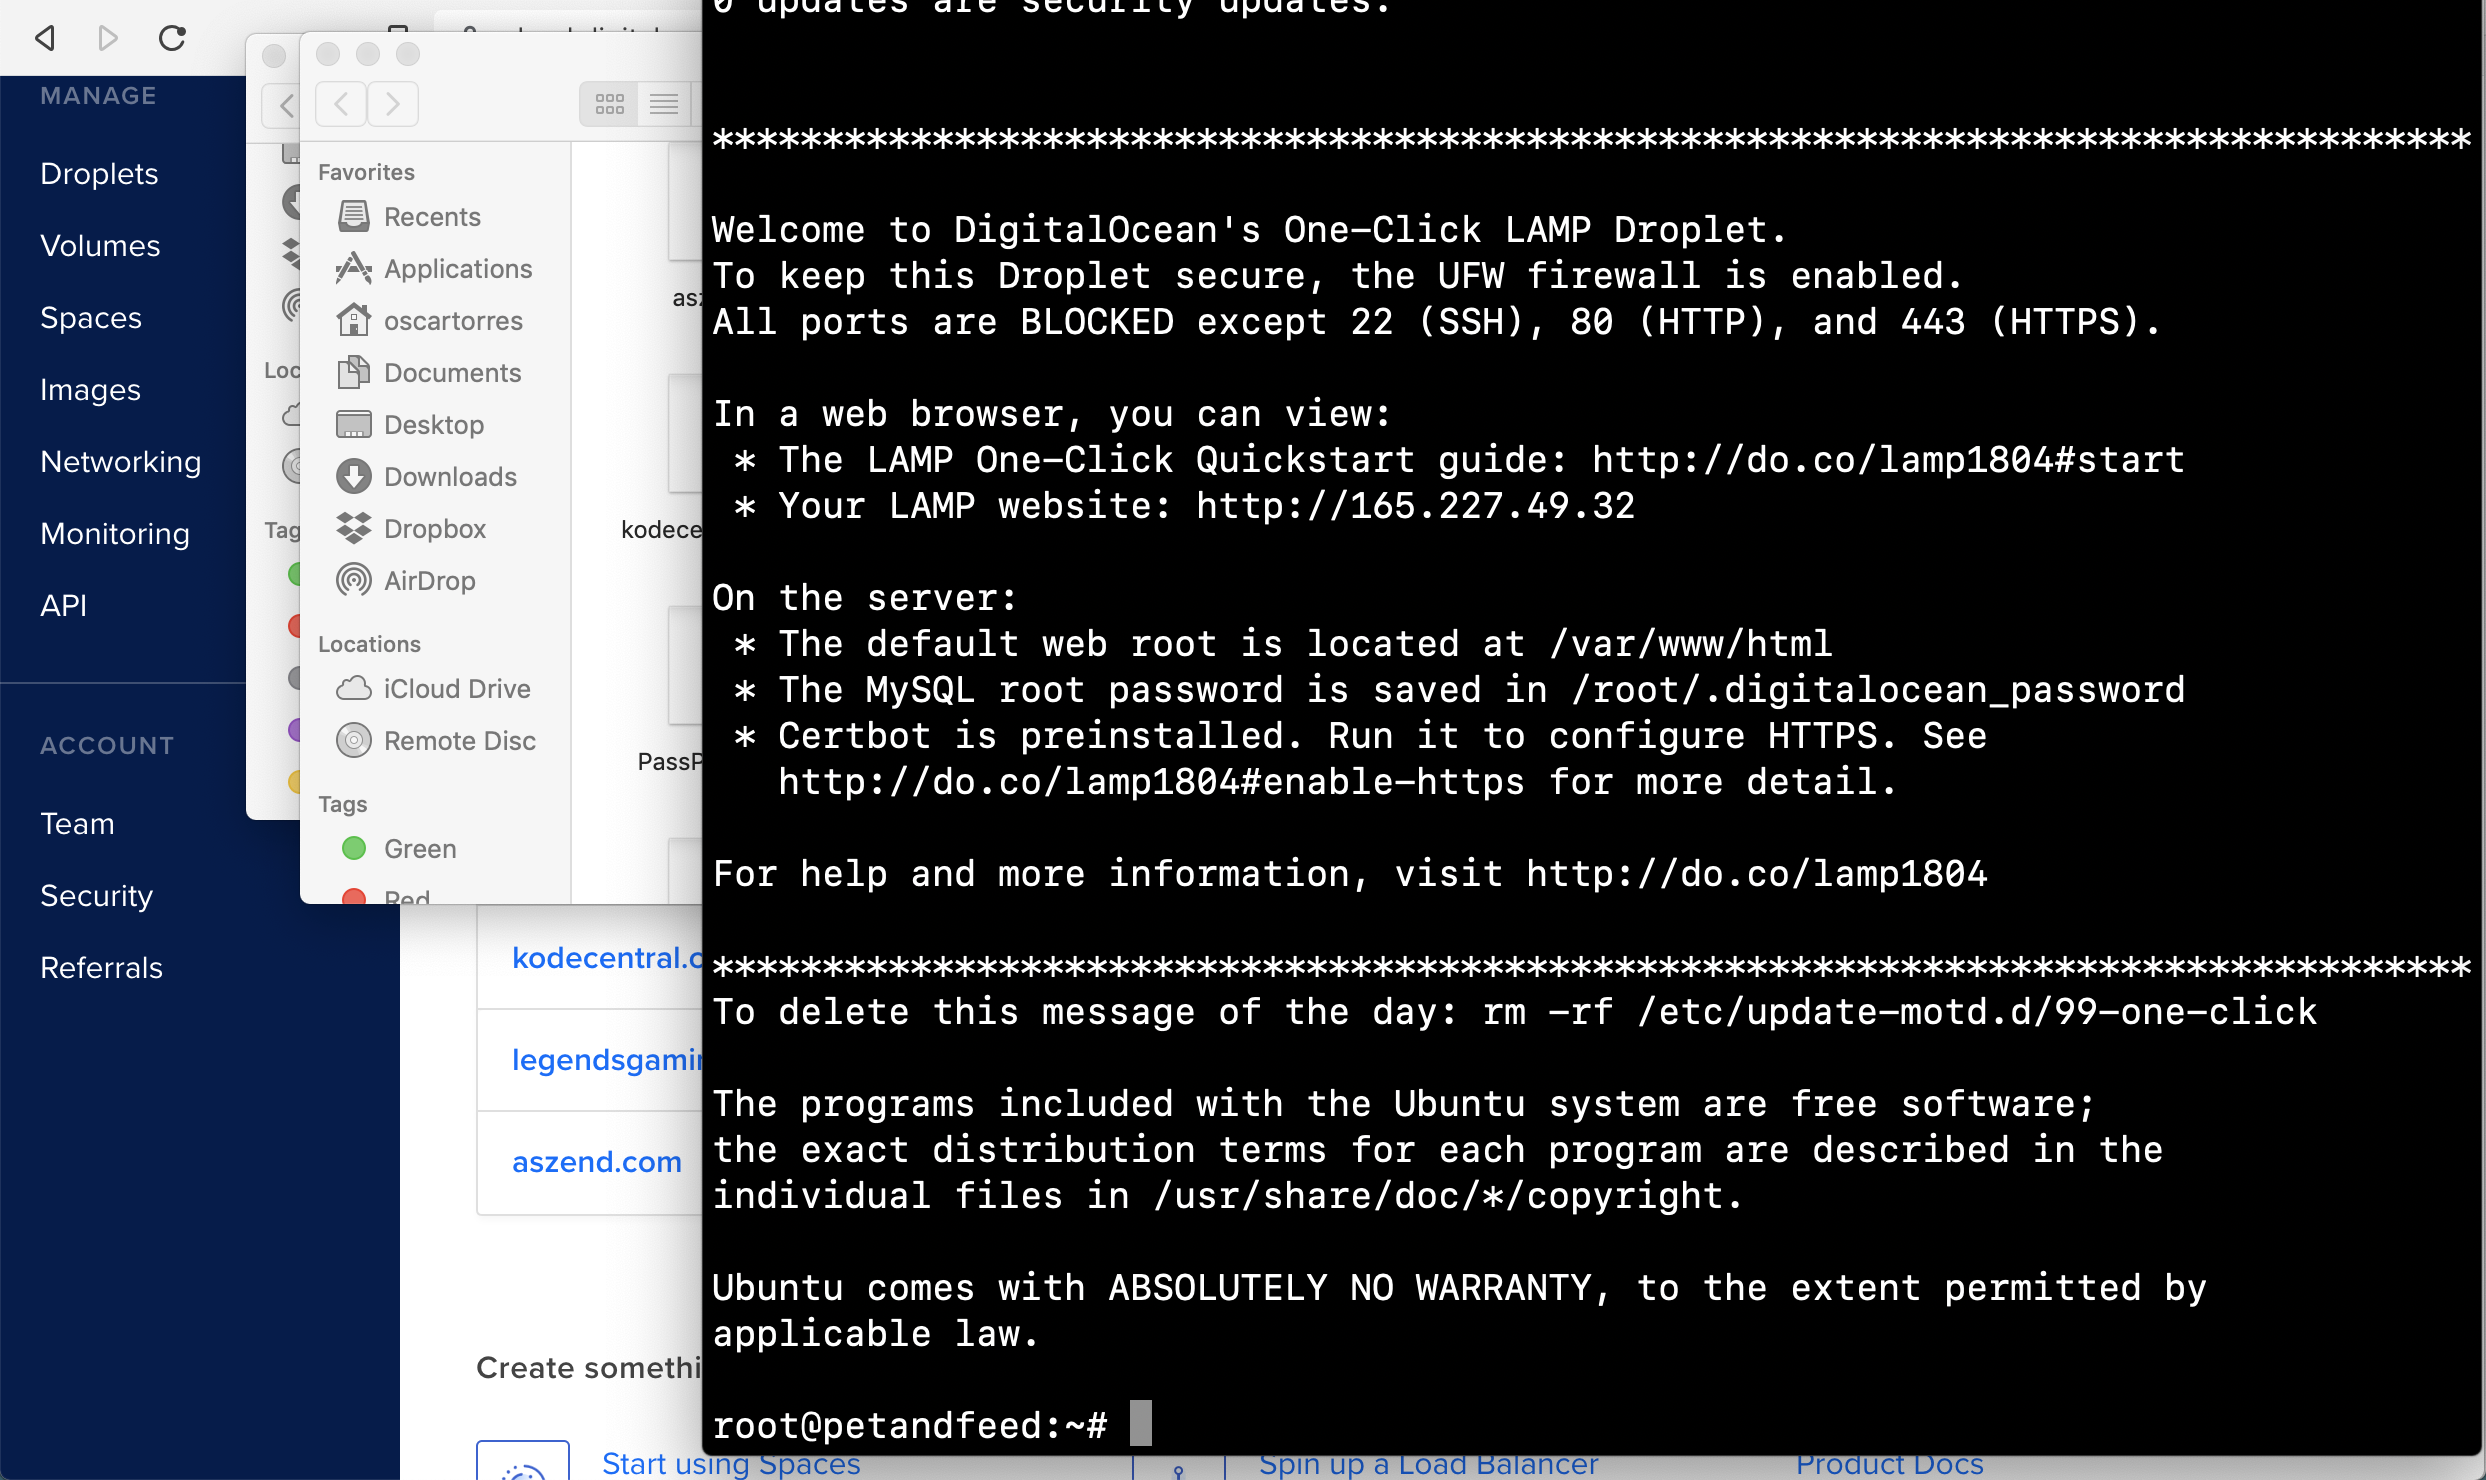 MANAGE
Droplets
Volumes
Spaces
Images
Networking
Monitoring
API
ACCOUNT
Team
Security
Referrals
Loc
Tag
Favorites
Recents
Applications
oscartorres
Documents
Desktop
Downloads
Dropbox
AirDrop
Locations
iCloud Drive
Remote Disc
Tags
Green
Red
asz
kodece
PassP
kodecentral.o
legendsgamin
aszend.com
Create somethi
Start using Spaces
Spin up a Load Balancer
Product Docs
0 updates are security updates.
********************************************************************************
Welcome to DigitalOcean's One-Click LAMP Droplet.
To keep this Droplet secure, the UFW firewall is enabled.
All ports are BLOCKED except 22 (SSH), 80 (HTTP), and 443 (HTTPS).
In a web browser, you can view:
* The LAMP One-Click Quickstart guide: http://do.co/lamp1804#start
* Your LAMP website: http://165.227.49.32
On the server:
* The default web root is located at /var/www/html
* The MySQL root password is saved in /root/.digitalocean_password
* Certbot is preinstalled. Run it to configure HTTPS. See
http://do.co/lamp1804#enable-https for more detail.
For help and more information, visit http://do.co/lamp1804
********************************************************************************
To delete this message of the day: rm -rf /etc/update-motd.d/99-one-click
The programs included with the Ubuntu system are free software;
the exact distribution terms for each program are described in the
individual files in /usr/share/doc/*/copyright.
Ubuntu comes with ABSOLUTELY NO WARRANTY, to the extent permitted by
applicable law.
root@petandfeed:~#